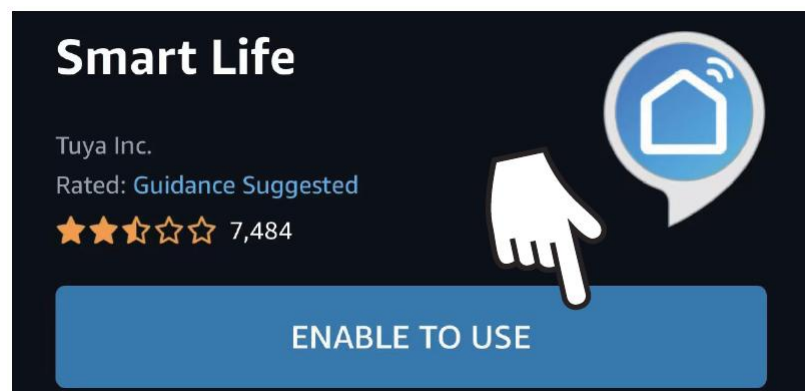 Smart Life
Tuya Inc.
Rated: Guidance Suggested
7,484
ENABLE TO USE